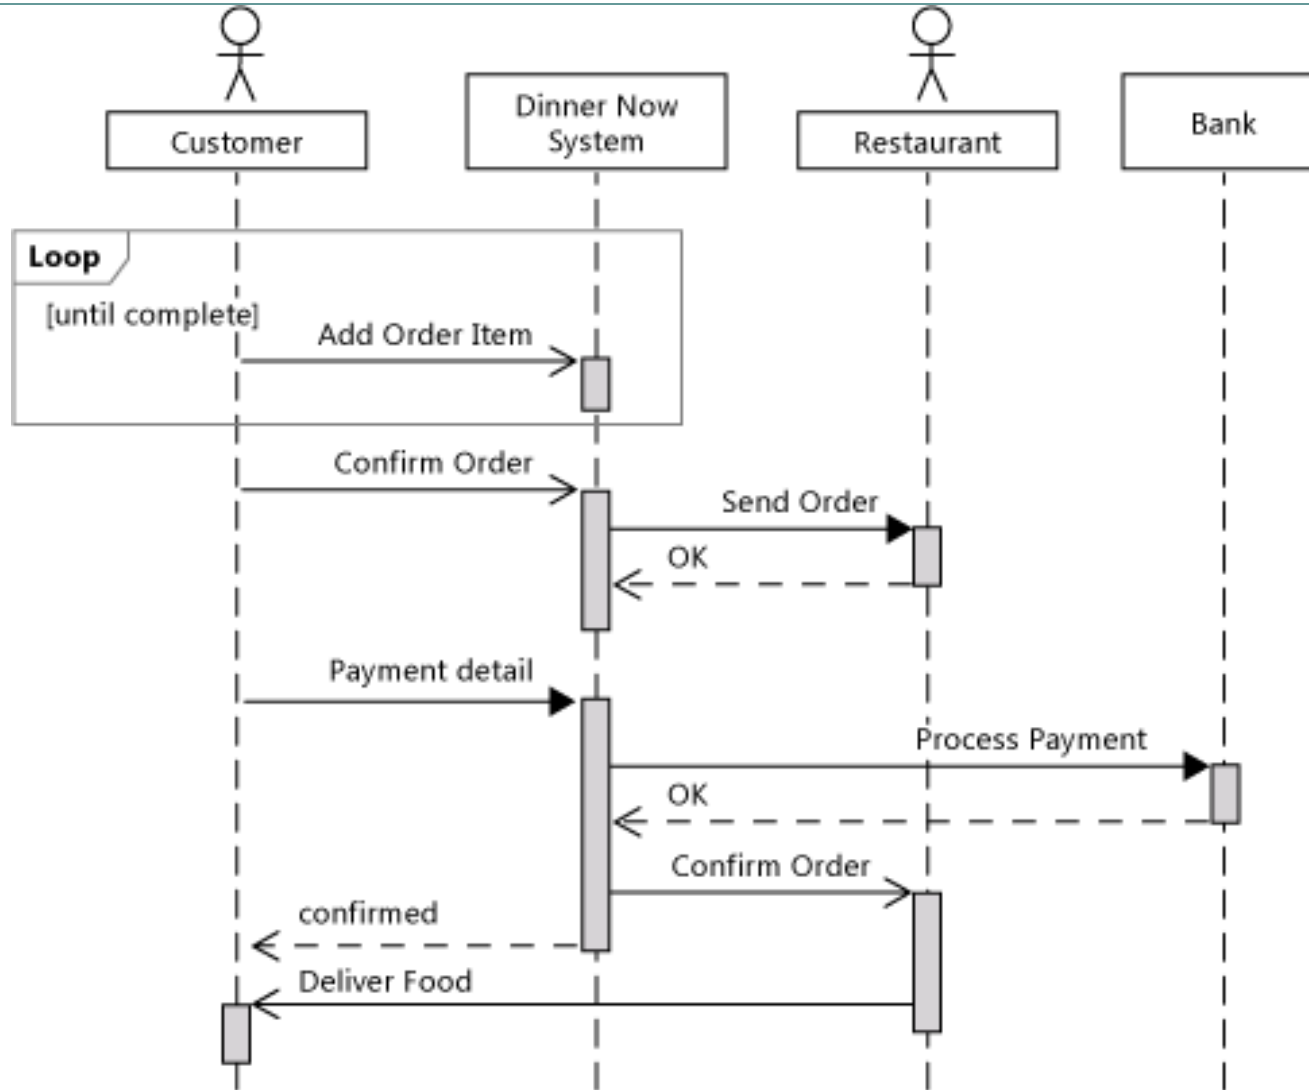 Customer
Dinner Now
System
Restaurant
Bank
Loop
[until complete]
Add Order Item
Confirm Order
Send Order
OK
Payment detail
Process Payment
OK
Confirm Order
confirmed
Deliver Food